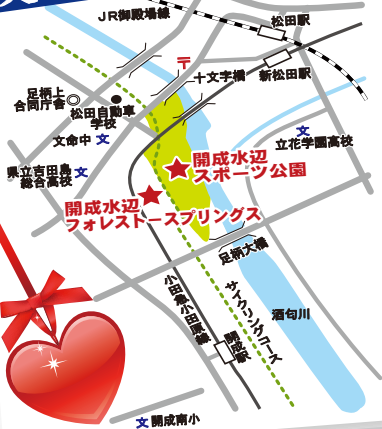 JR御殿場線
松田駅
〒
十文字橋
新松田駅
足柄上
合同庁舎
松田自動車
学校
文命中 文
文
立花学園高校
県立吉田島 文
総合高校
開成水辺
スポーツ公園
開成水辺
フォレストスプリングス
足柄大橋
小田急小田原線
サイクリングコース
酒匂川
開成駅
文 開成南小